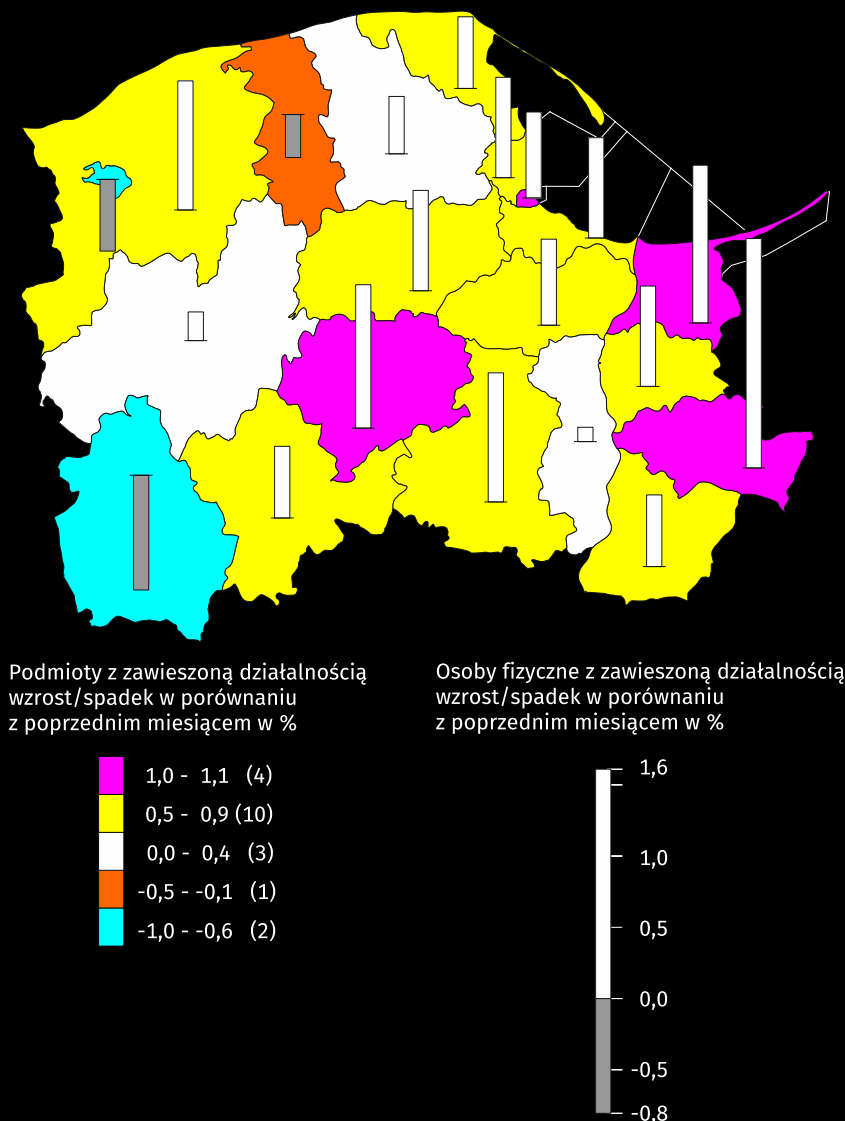 Podmioty z zawieszoną działalnością
wzrost/spadek w porównaniu
z poprzednim miesiącem w %
1,0 - 1,1 (4)
0,5 - 0,9 (10)
0,0 - 0,4 (3)
-0,5 - -0,1 (1)
-1,0 - -0,6 (2)
Osoby fizyczne z zawieszoną działalnością
wzrost/spadek w porównaniu
z poprzednim miesiącem w %
1,6
1,0
0,5
0,0
-0,5
-0,8